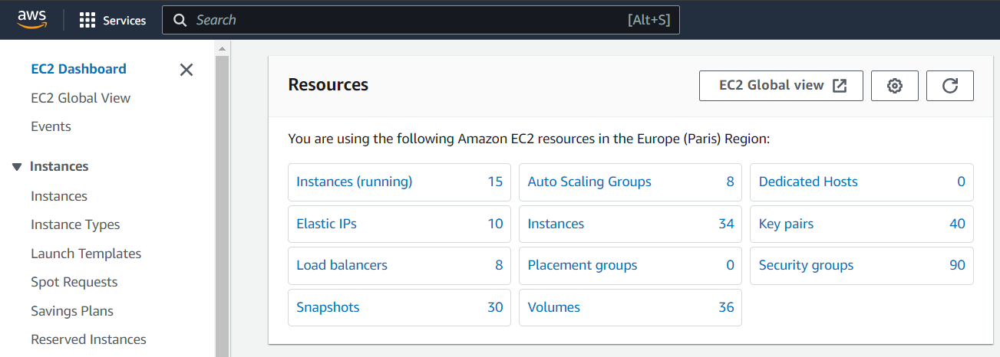 aws Services Search [Alt+S]
EC2 Dashboard
EC2 Global View
Events
Instances
Instances
Instance Types
Launch Templates
Spot Requests
Savings Plans
Reserved Instances
Resources EC2 Global view
You are using the following Amazon EC2 resources in the Europe (Paris) Region:
Instances (running) 15 Auto Scaling Groups 8 Dedicated Hosts 0
Elastic IPs 10 Instances 34 Key pairs 40
Load balancers 8 Placement groups 0 Security groups 90
Snapshots 30 Volumes 36